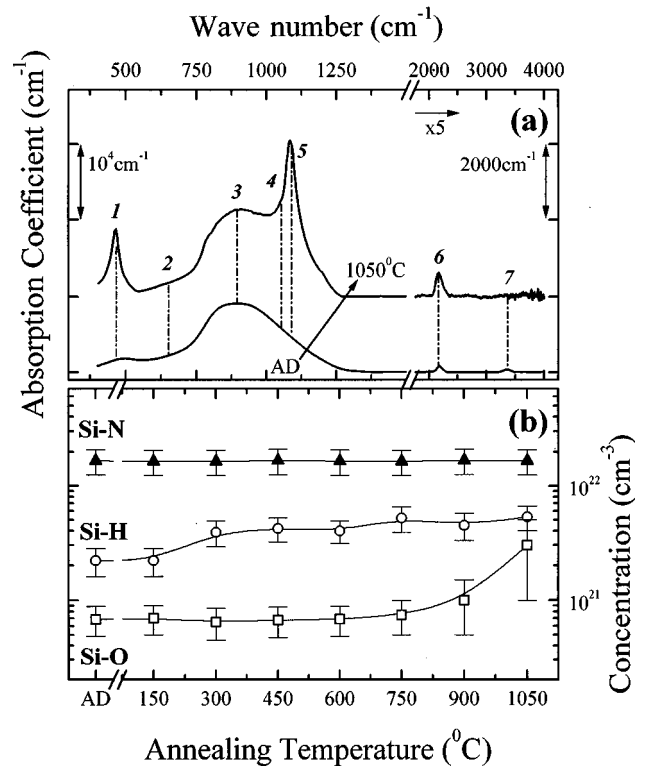 Wave number (cm-1)
500 750 1000 1250 2167 3333 4000
Absorption Coefficient (cm-1)
x5
(a)
10⁴cm-1
2000cm-1
1
2
3
4
5
6
7
1050⁰C
AD
(b)
Si-N
Si-H
Si-O
10²²
10²¹
Concentration (cm-3)
AD 150 300 450 600 750 900 1050
Annealing Temperature (⁰C)